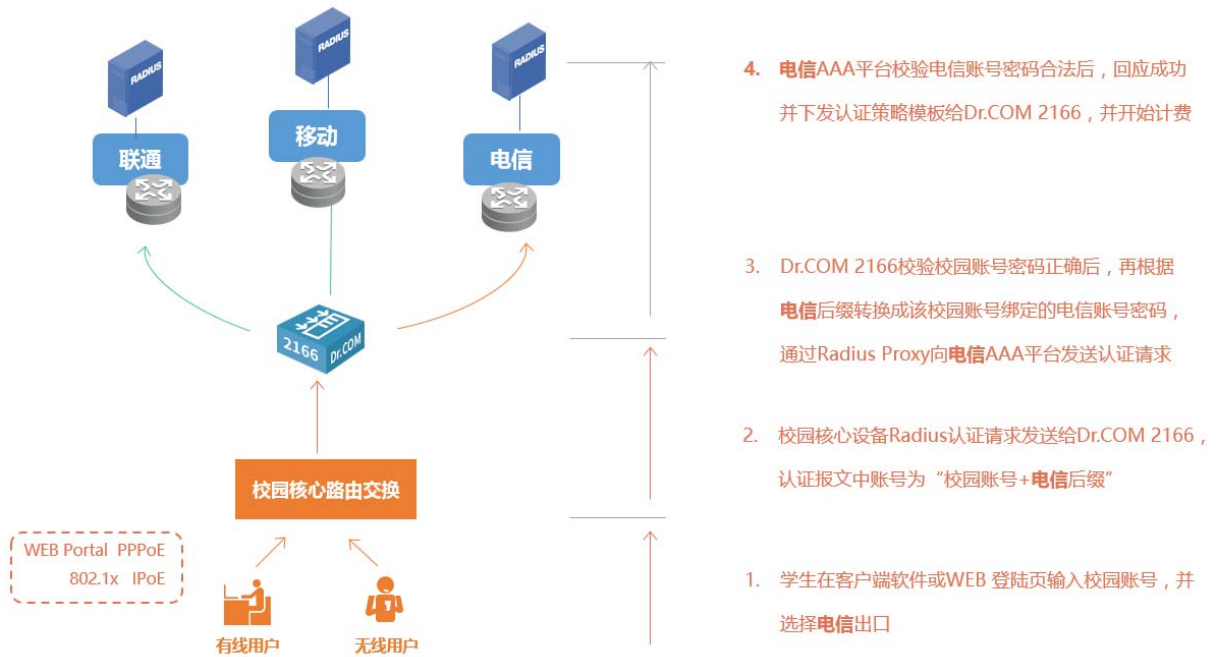 RADIUS
RADIUS
RADIUS
联通
移动
电信
2166 Dr.COM
校园核心路由交换
WEB Portal PPPoE
802.1x IPoE
有线用户
无线用户
4. 电信AAA平台校验电信账号密码合法后，回应成功
并下发认证策略模板给Dr.COM 2166，并开始计费
3. Dr.COM 2166校验校园账号密码正确后，再根据
电信后缀转换成该校园账号绑定的电信账号密码，
通过Radius Proxy向电信AAA平台发送认证请求
2. 校园核心设备Radius认证请求发送给Dr.COM 2166，
认证报文中账号为“校园账号+电信后缀”
1. 学生在客户端软件或WEB 登陆页输入校园账号，并
选择电信出口